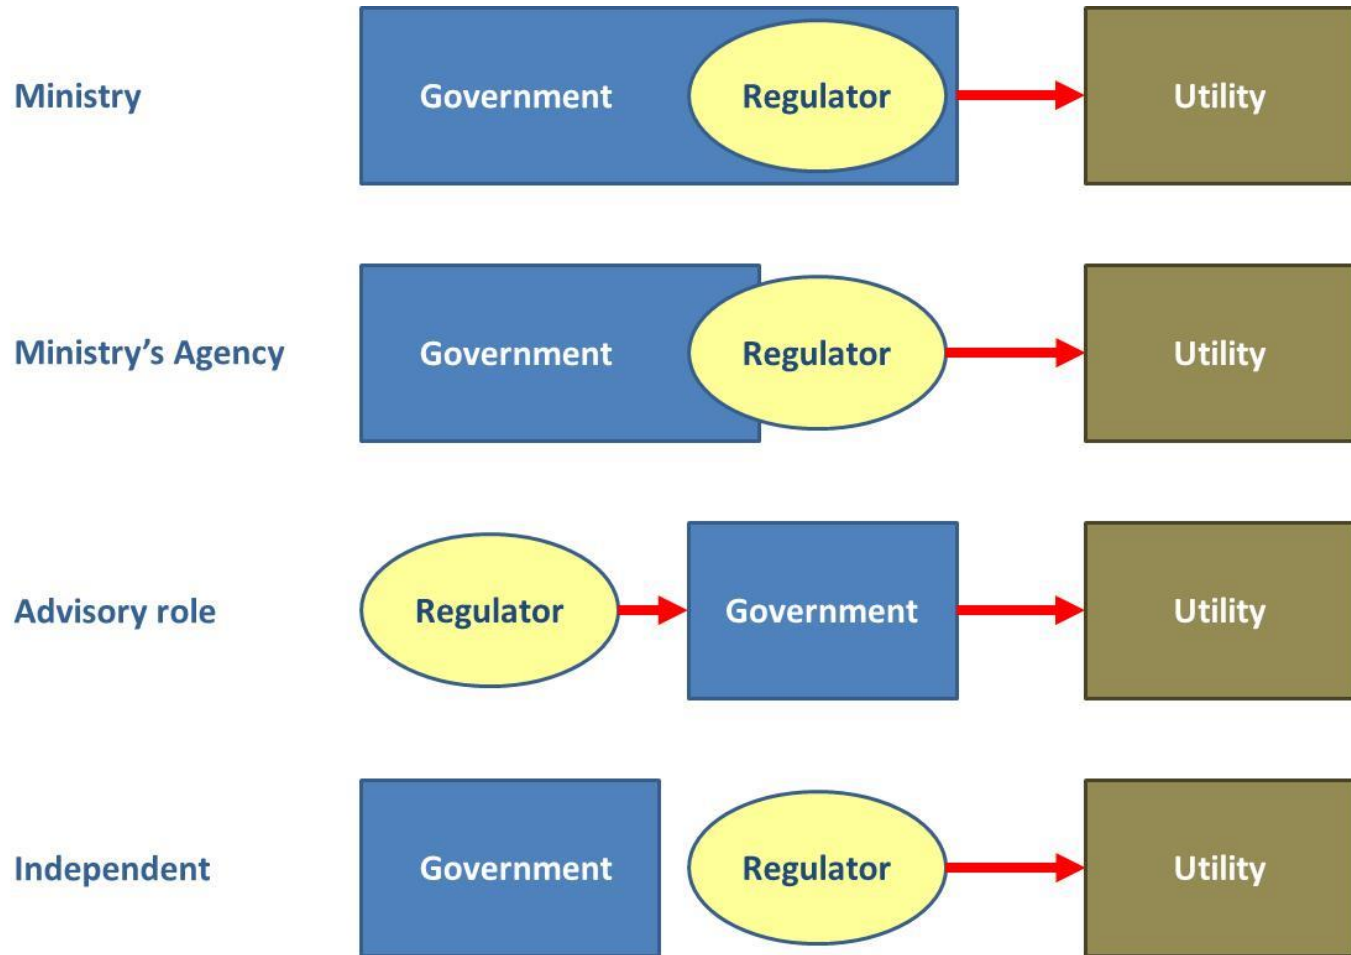 Ministry
Government
Regulator
Utility
Ministry’s Agency
Government
Regulator
Utility
Advisory role
Regulator
Government
Utility
Independent
Government
Regulator
Utility